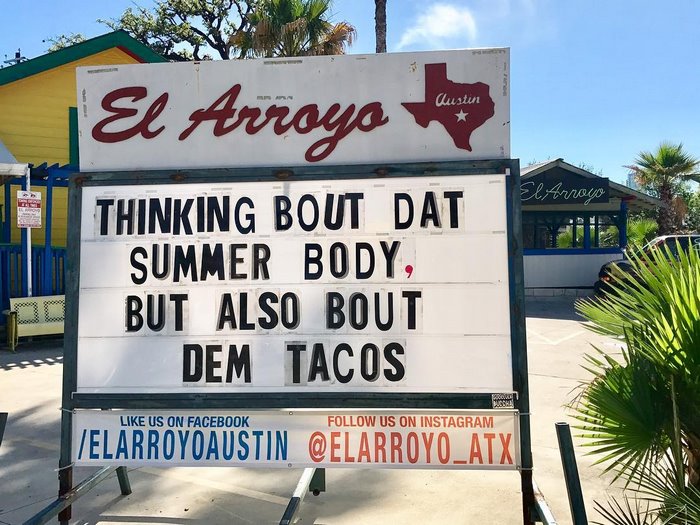 El Arroyo
Austin
THINKING BOUT DAT
SUMMER BODY,
BUT ALSO BOUT
DEM TACOS
LIKE US ON FACEBOOK
/ELARROYOAUSTIN
FOLLOW US ON INSTAGRAM
@ELARROYO_ATX
El Arroyo